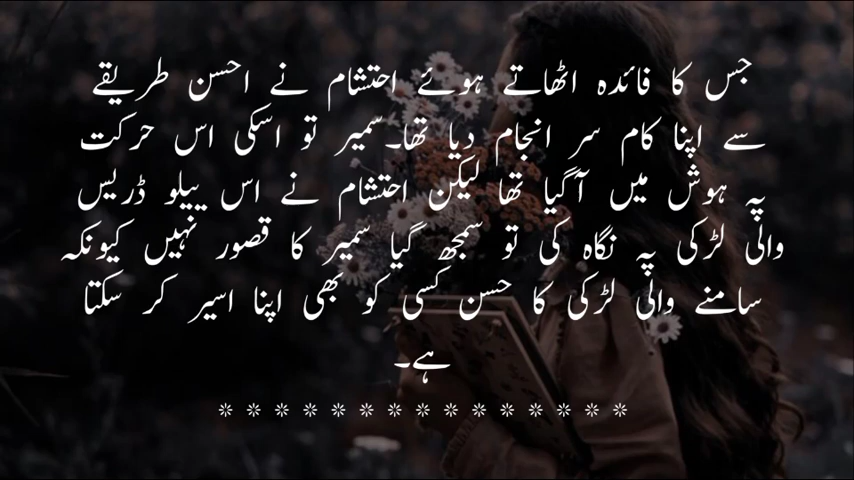 جس کا فائدہ اٹھاتے ہوئے احتشام نے احسن طریقے
سے اپنا کام سر انجام دیا تھا۔سمیر تو اسکی اس حرکت
پہ ہوش میں آگیا تھا لیکن احتشام نے اس ییلو ڈریس
والی لڑکی پہ نگاہ کی تو سمجھ گیا سمیر کا قصور نہیں کیونکہ
سامنے والی لڑکی کا حسن کسی کو بھی اپنا اسیر کر سکتا
ہے۔
* * * * * * * * * * * * * * *